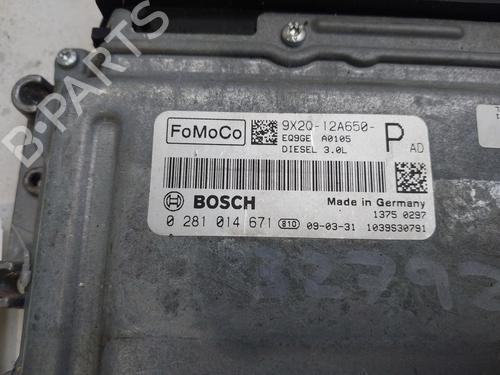 B-PARTS
FoMoCo
9X2Q-12A650-
EQ9GE A0105
DIESEL 3.0L
P
AD
BOSCH
Made in Germany
1375 0297
0 281 014 671 810 09-03-31 1039S30791